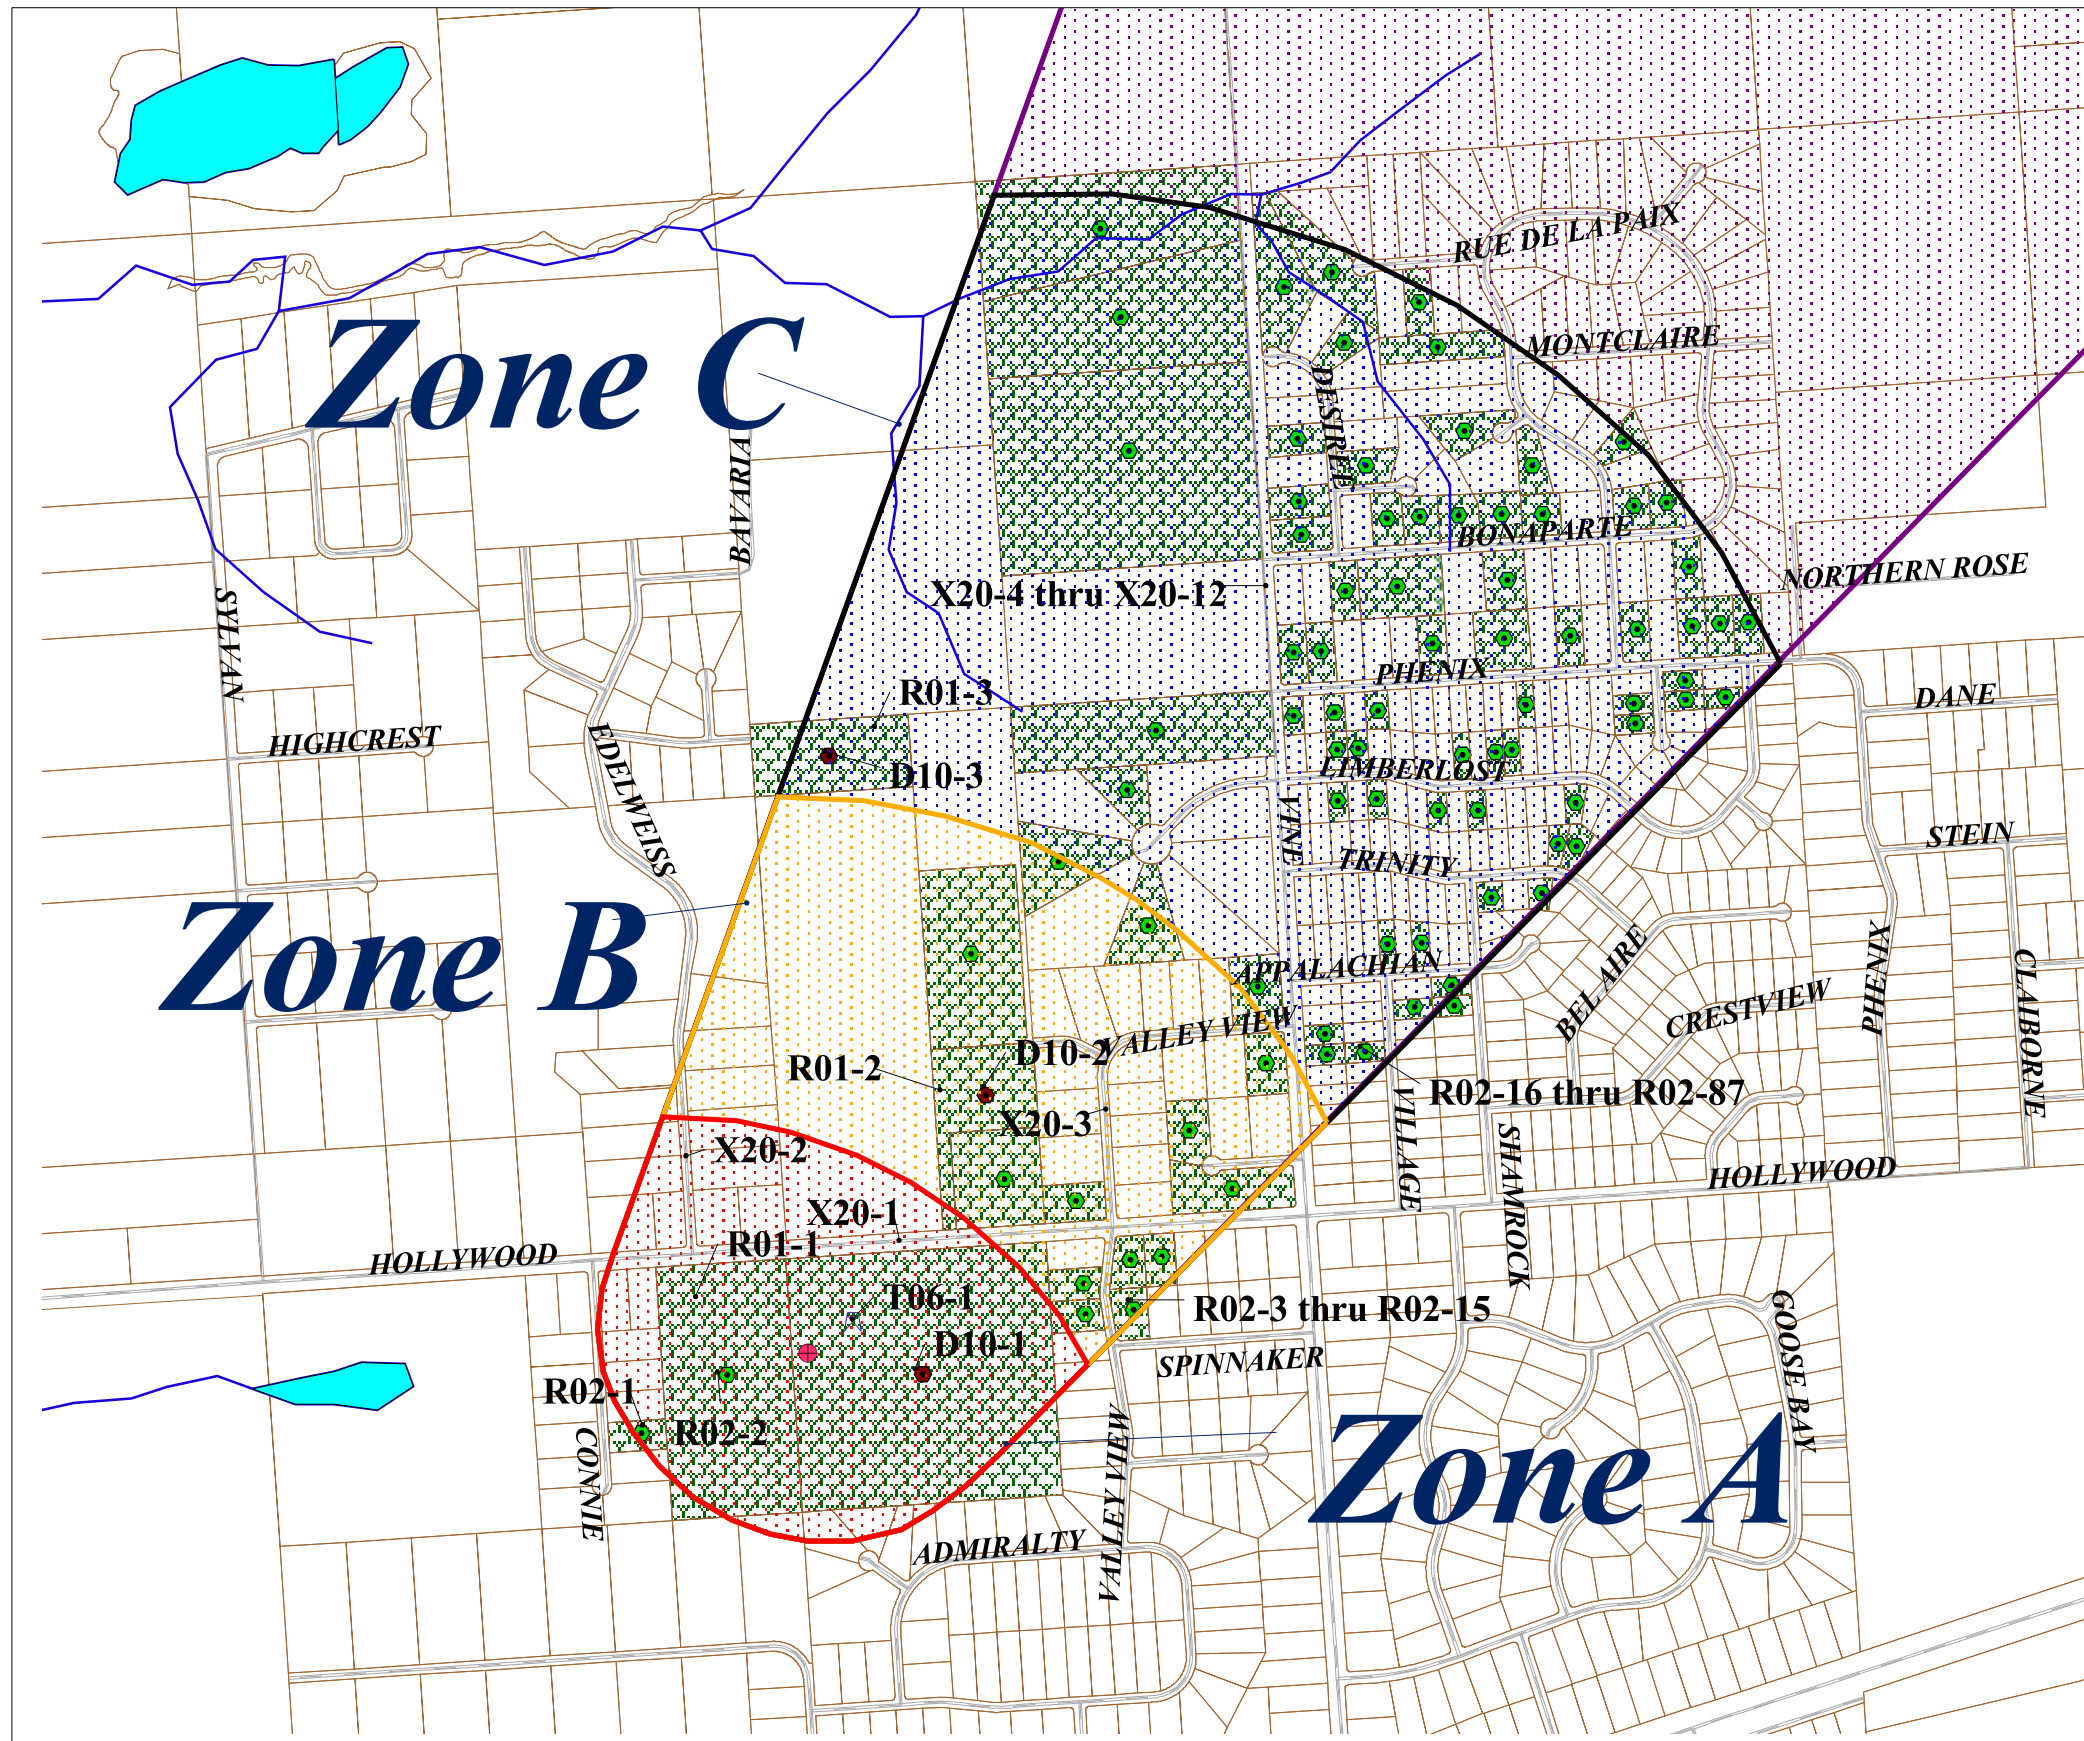 RUE DE LA PAIX
MONTCLAIRE
Zone C
DESIREE
BAVARIA
BONAPARTE
NORTHERN ROSE
X20-4 thru X20-12
SYLVAN
PHENIX
R01-3
DANE
HIGHCREST
EDELWEISS
D10-3
LIMBERLOST
VINE
STEIN
TRINITY
Zone B
APPALACHIAN
BEL AIRE
PHENIX
CLAIBORNE
CRESTVIEW
VALLEY VIEW
D10-2
R01-2
R02-16 thru R02-87
X20-3
VILLAGE
SHAMROCK
X20-2
HOLLYWOOD
X20-1
R01-1
HOLLYWOOD
T06-1
R02-3 thru R02-15
GOOSE BAY
D10-1
SPINNAKER
R02-1
R02-2
CONNIE
VALLEY VIEW
Zone A
ADMIRALTY